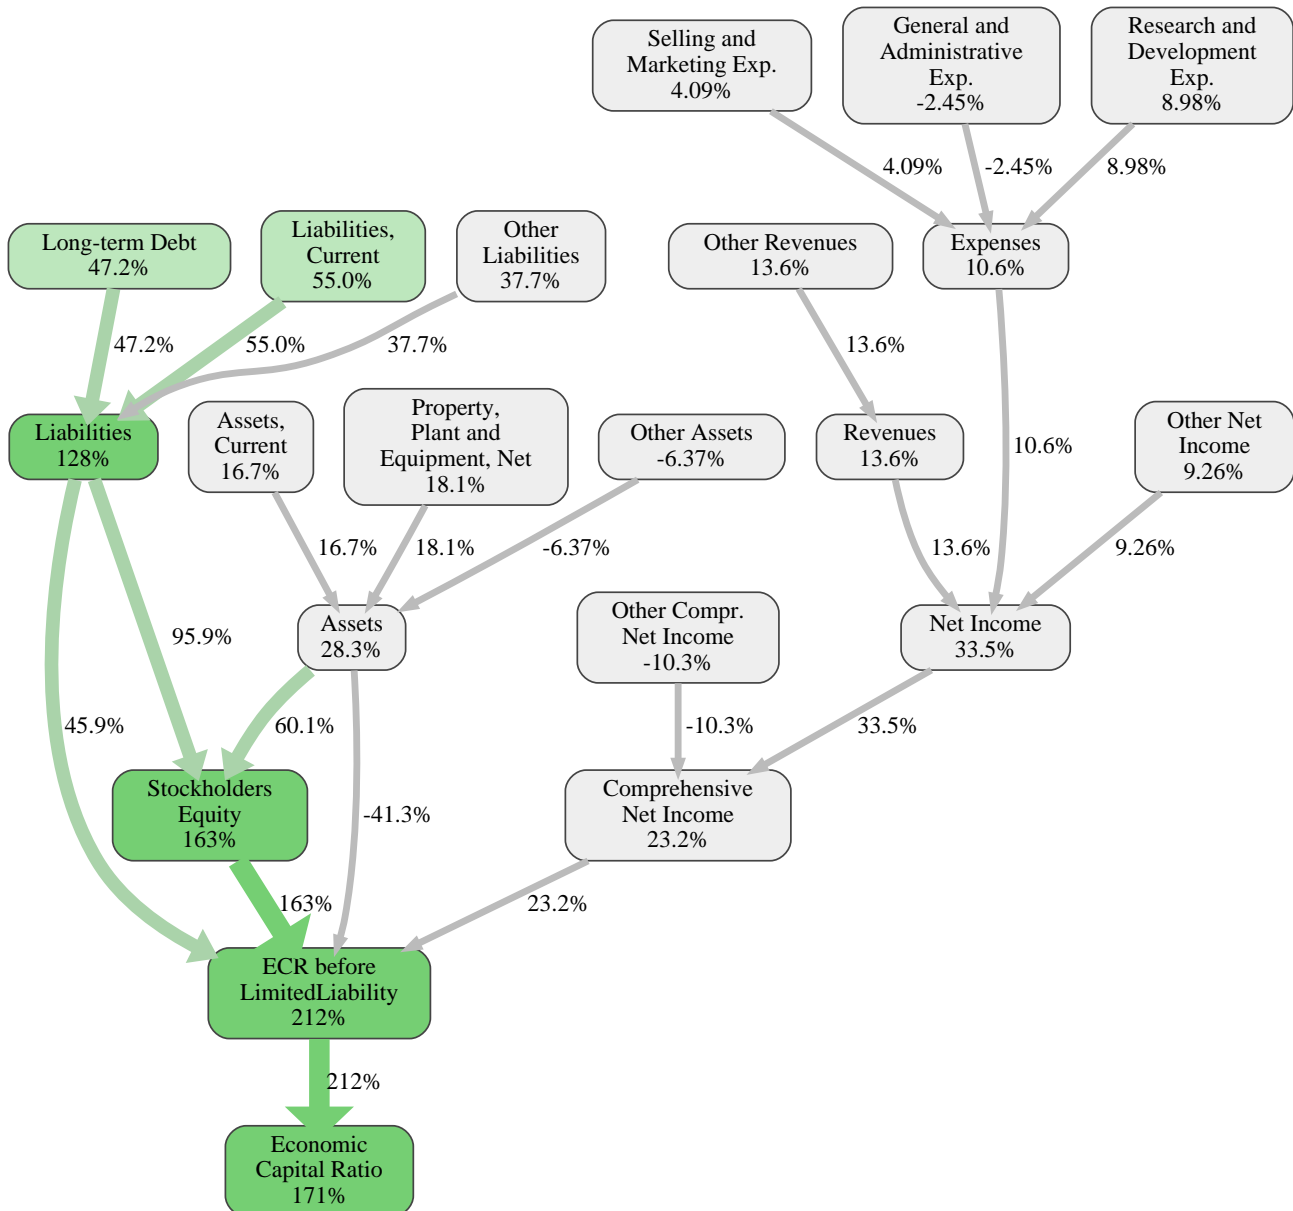 Selling and
Marketing Exp.
4.09%
General and
Administrative
Exp.
-2.45%
Research and
Development
Exp.
8.98%
4.09%
-2.45%
8.98%
Long-term Debt
47.2%
Liabilities,
Current
55.0%
Other
Liabilities
37.7%
Other Revenues
13.6%
Expenses
10.6%
47.2%
55.0%
37.7%
13.6%
Liabilities
128%
Assets,
Current
16.7%
Property,
Plant and
Equipment, Net
18.1%
Other Assets
-6.37%
Revenues
13.6%
10.6%
Other Net
Income
9.26%
16.7%
18.1%
-6.37%
13.6%
9.26%
95.9%
Assets
28.3%
Other Compr.
Net Income
-10.3%
Net Income
33.5%
45.9%
60.1%
-10.3%
33.5%
Stockholders
Equity
163%
-41.3%
Comprehensive
Net Income
23.2%
163%
23.2%
ECR before
LimitedLiability
212%
212%
Economic
Capital Ratio
171%